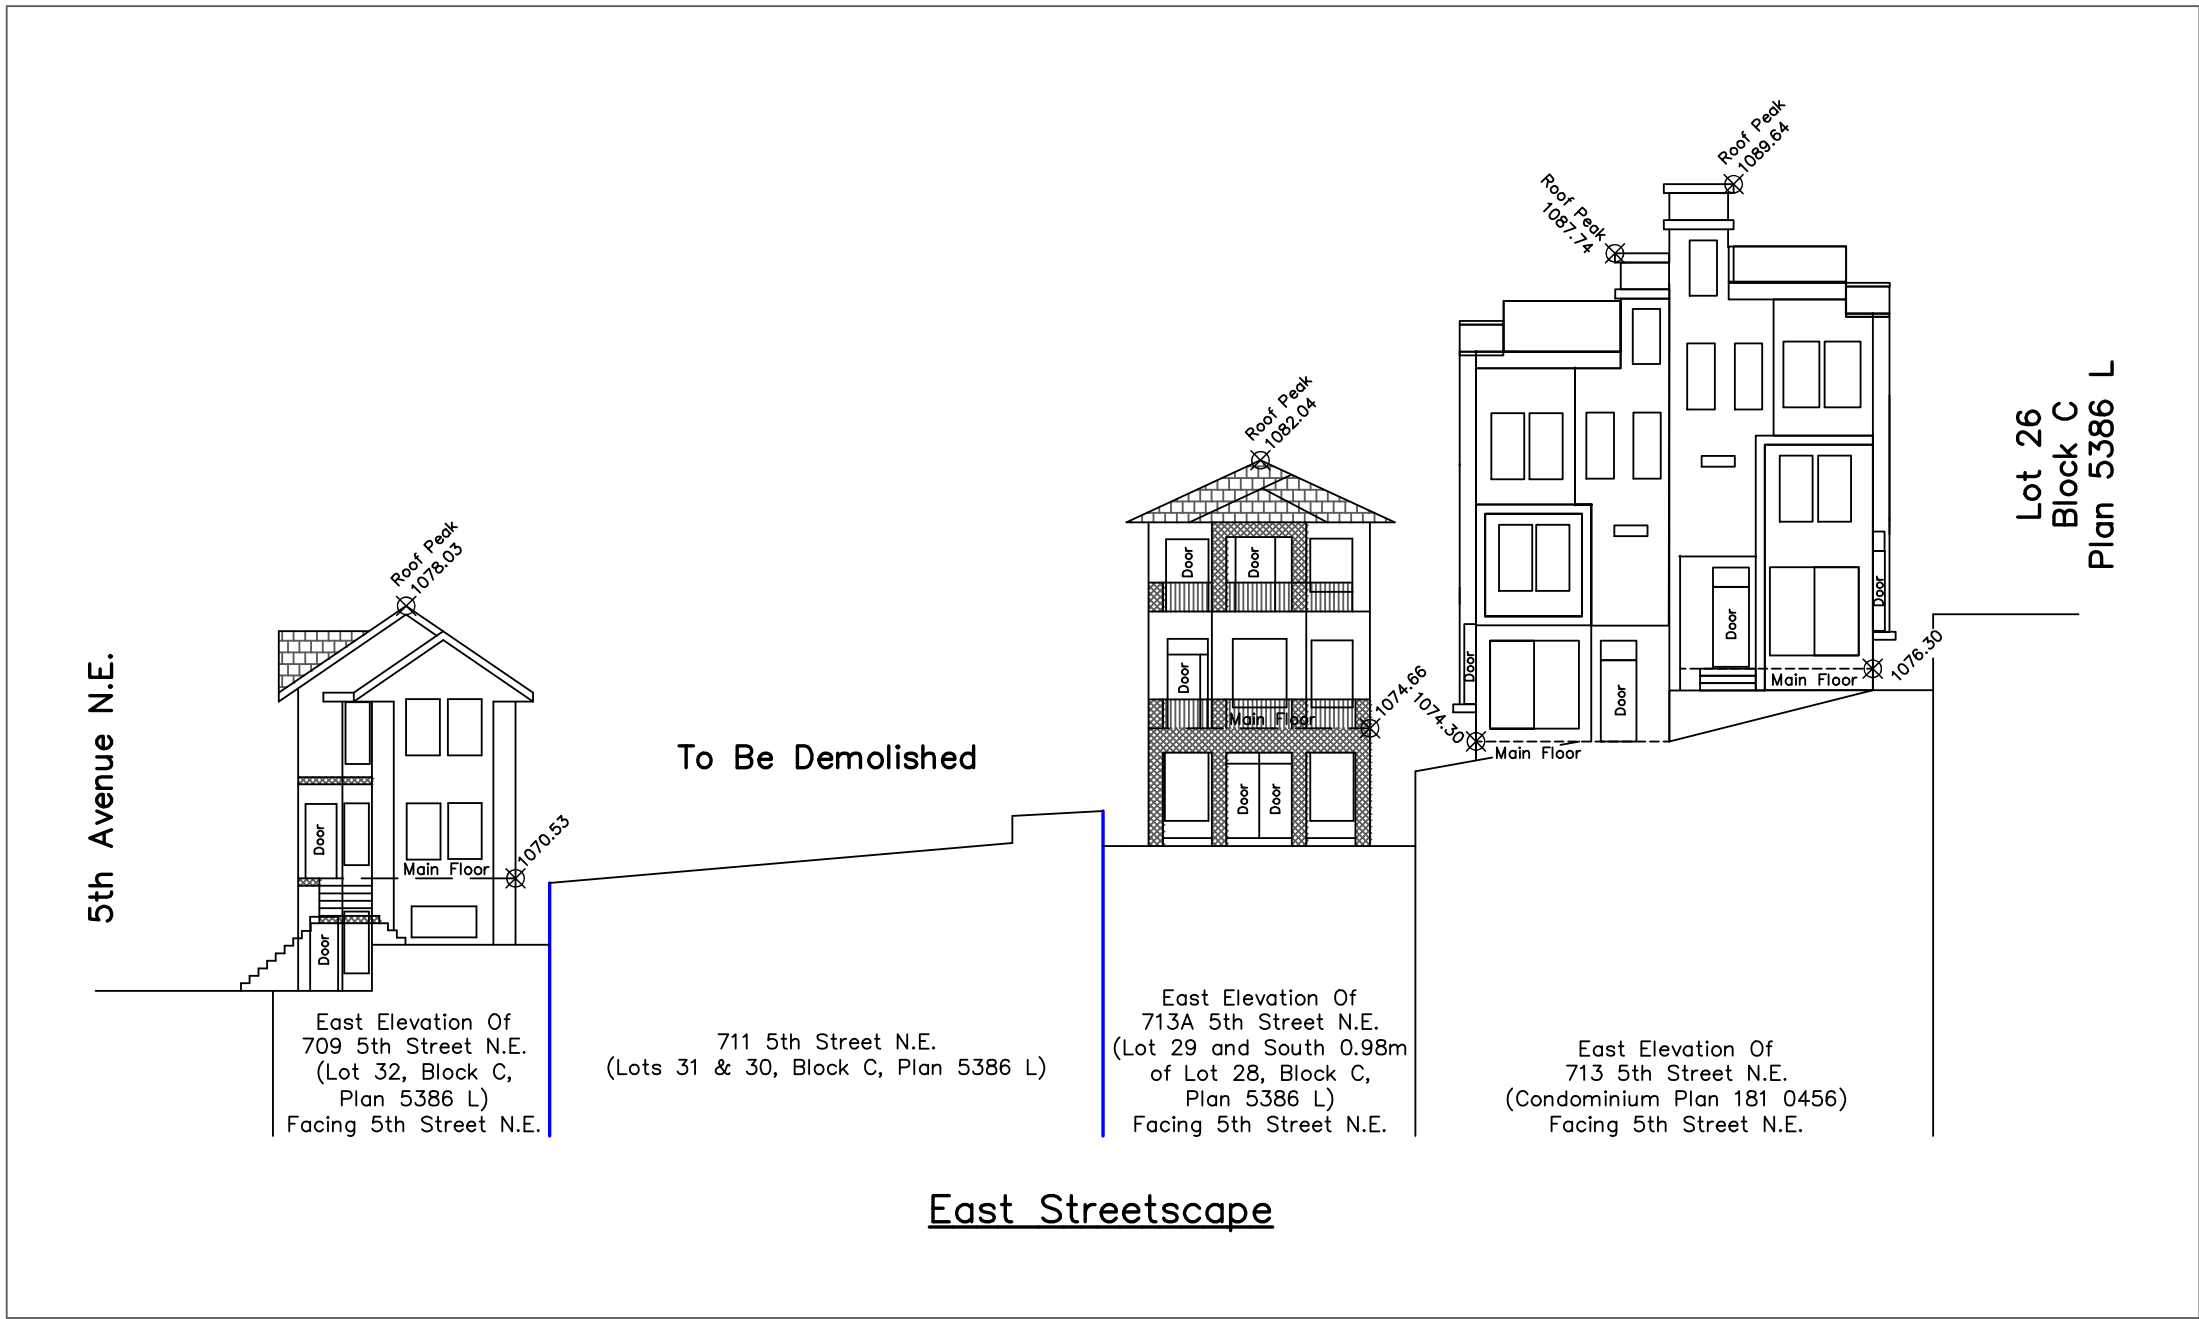 5th Avenue N.E.
Roof Peak
1078.03
Door
Main Floor
1070.53
Door
East Elevation Of
709 5th Street N.E.
(Lot 32, Block C,
Plan 5386 L)
Facing 5th Street N.E.
To Be Demolished
711 5th Street N.E.
(Lots 31 & 30, Block C, Plan 5386 L)
Roof Peak
1082.04
Door
Door
Door
Main Floor
1074.66
Door
Door
East Elevation Of
713A 5th Street N.E.
(Lot 29 and South 0.98m
of Lot 28, Block C,
Plan 5386 L)
Facing 5th Street N.E.
Roof Peak
1087.74
Roof Peak
1089.64
Door
1074.30
Main Floor
Door
Door
Main Floor
Door
1076.30
East Elevation Of
713 5th Street N.E.
(Condominium Plan 181 0456)
Facing 5th Street N.E.
Lot 26
Block C
Plan 5386 L
East Streetscape